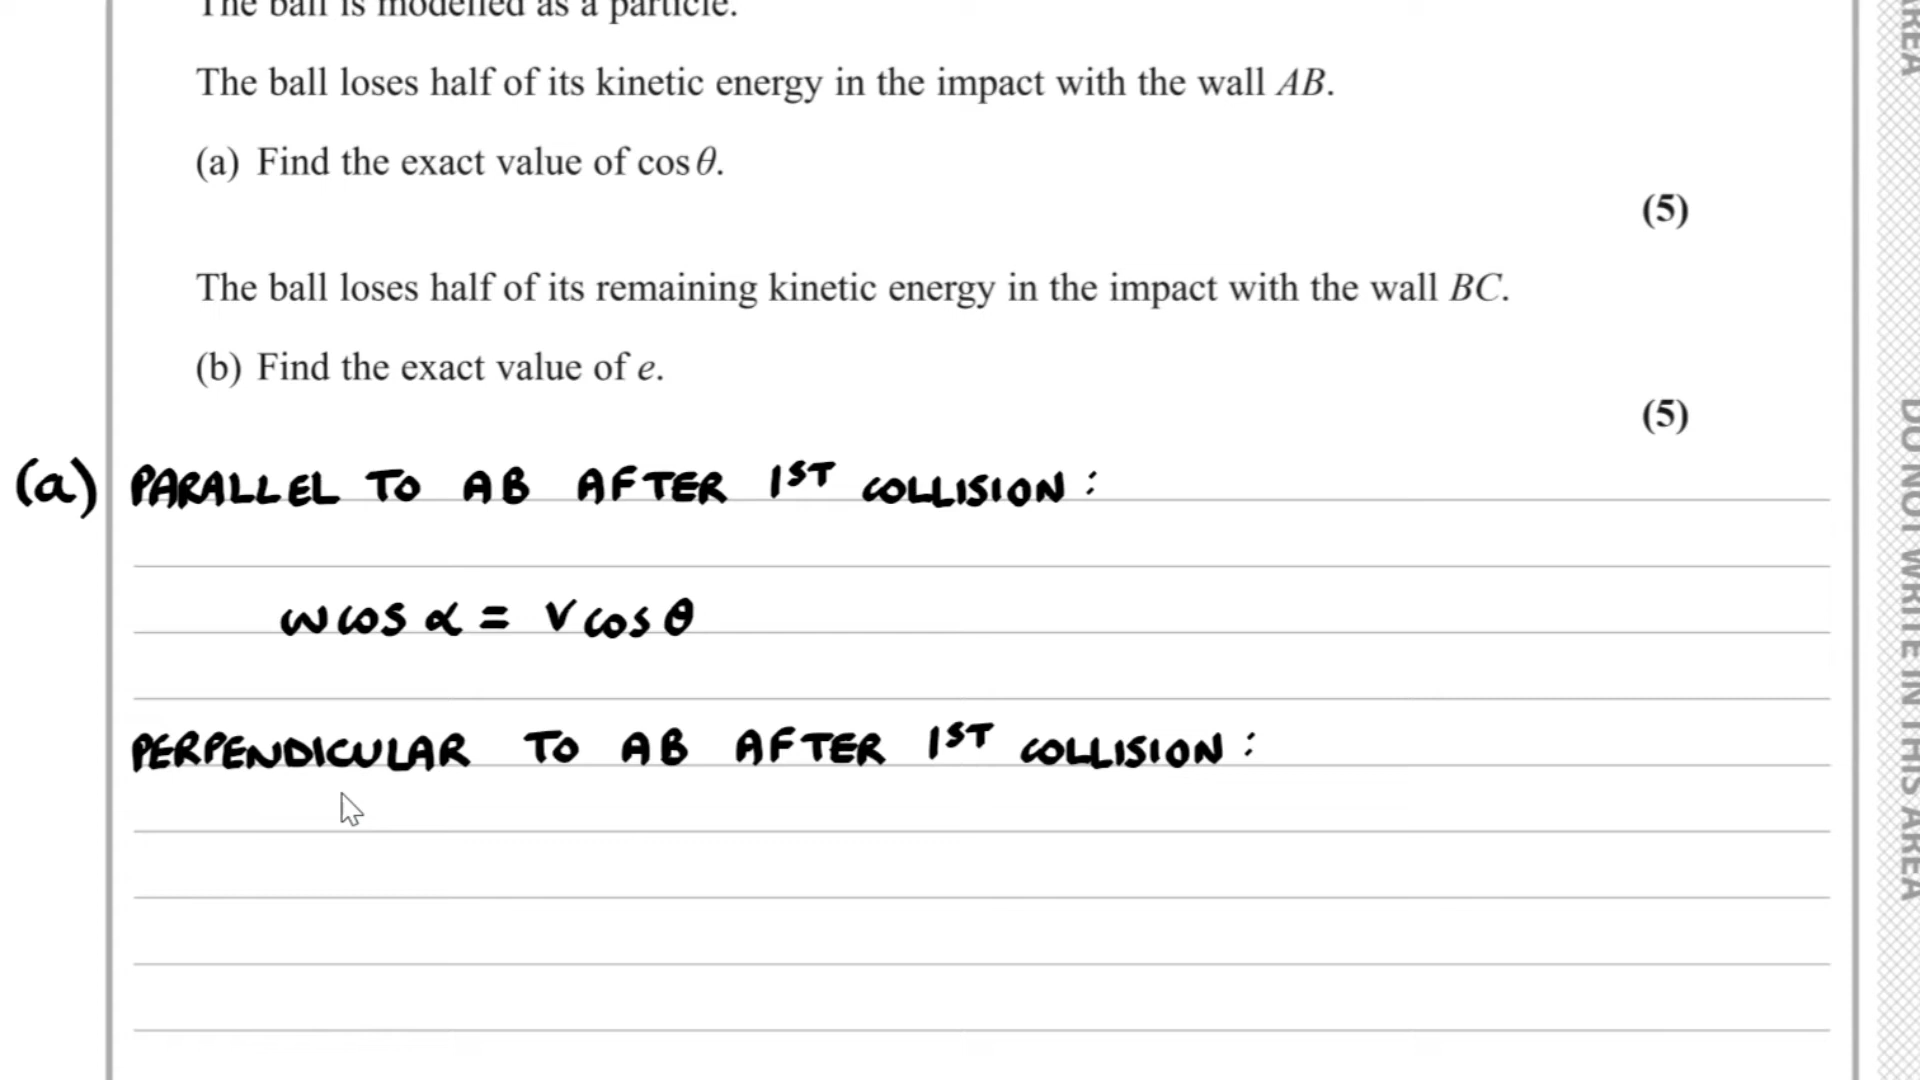 The ball is modelled as a particle.
The ball loses half of its kinetic energy in the impact with the wall AB.
(a) Find the exact value of cos θ.
(5)
The ball loses half of its remaining kinetic energy in the impact with the wall BC.
(b) Find the exact value of e.
(5)
(a) PARALLEL TO AB AFTER 1ST COLLISION:
w cos α = v cos θ
PERPENDICULAR TO AB AFTER 1ST COLLISION:
AREA
DO NOT WRITE IN THIS AREA